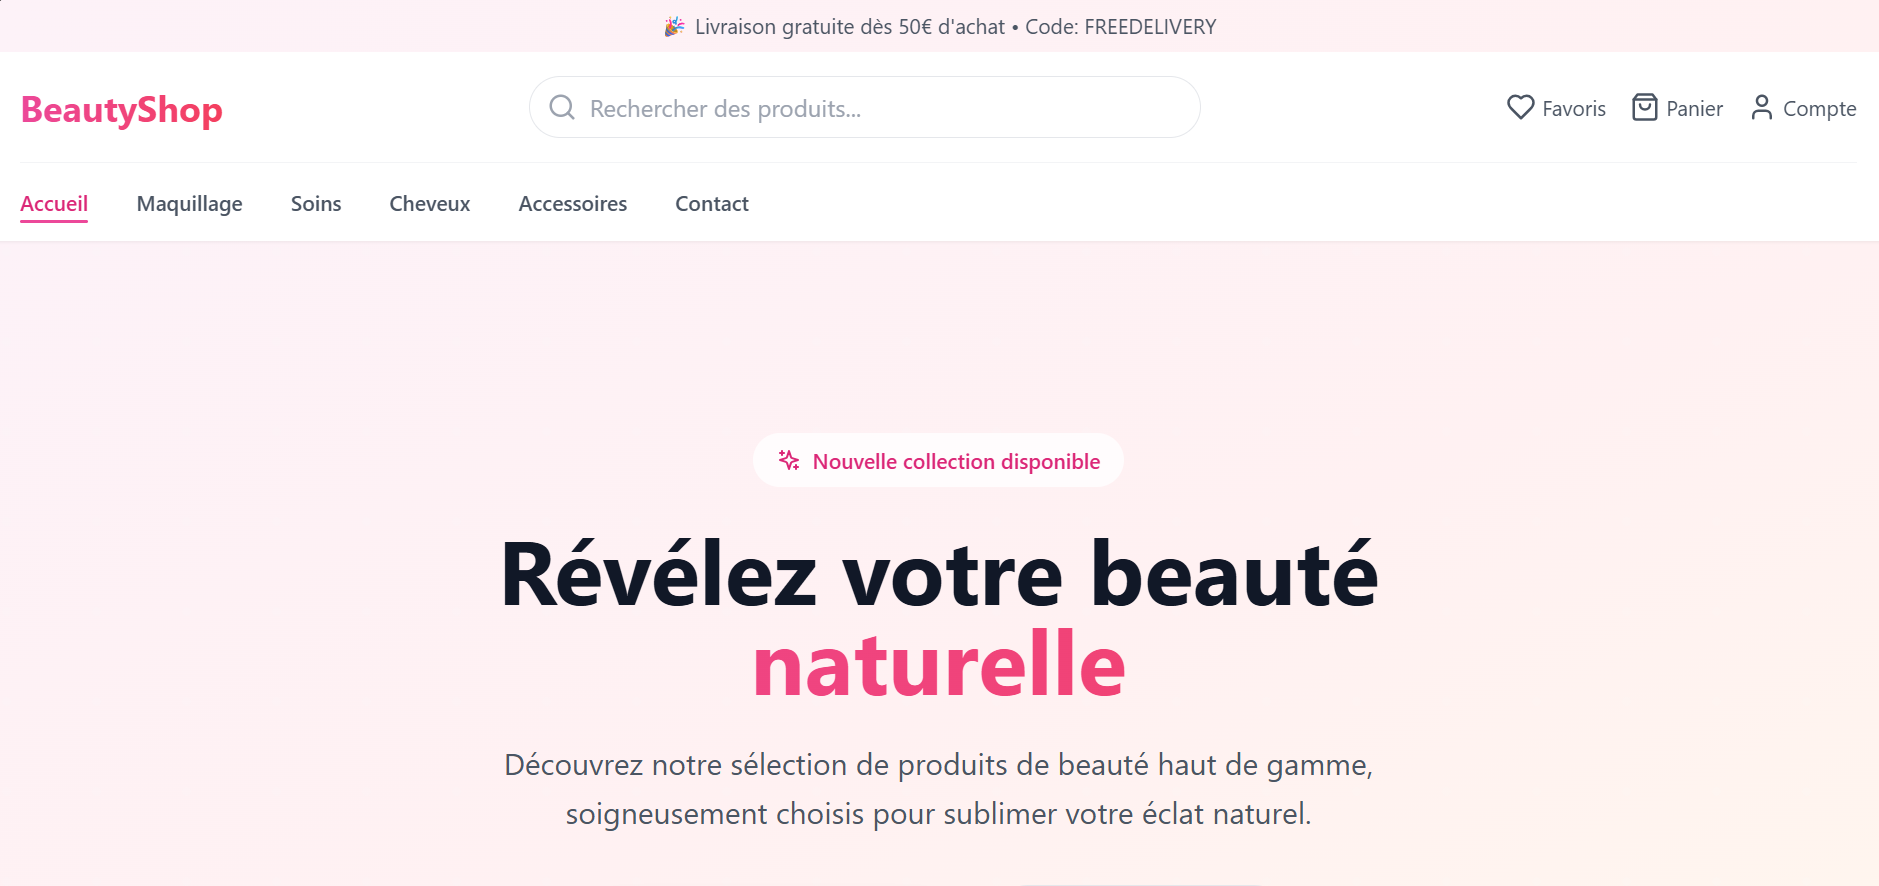 🎉 Livraison gratuite dès 50€ d'achat • Code: FREEDELIVERY
BeautyShop
Rechercher des produits...
Favoris
Panier
Compte
Accueil
Maquillage
Soins
Cheveux
Accessoires
Contact
Nouvelle collection disponible
Révélez votre beauté
naturelle
Découvrez notre sélection de produits de beauté haut de gamme,
soigneusement choisis pour sublimer votre éclat naturel.